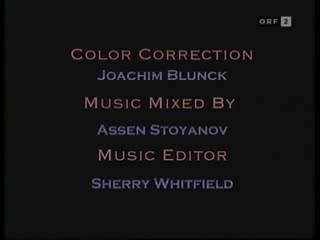 ORF 2
COLOR CORRECTION
JOACHIM BLUNCK
MUSIC MIXED BY
ASSEN STOYANOV
MUSIC EDITOR
SHERRY WHITFIELD